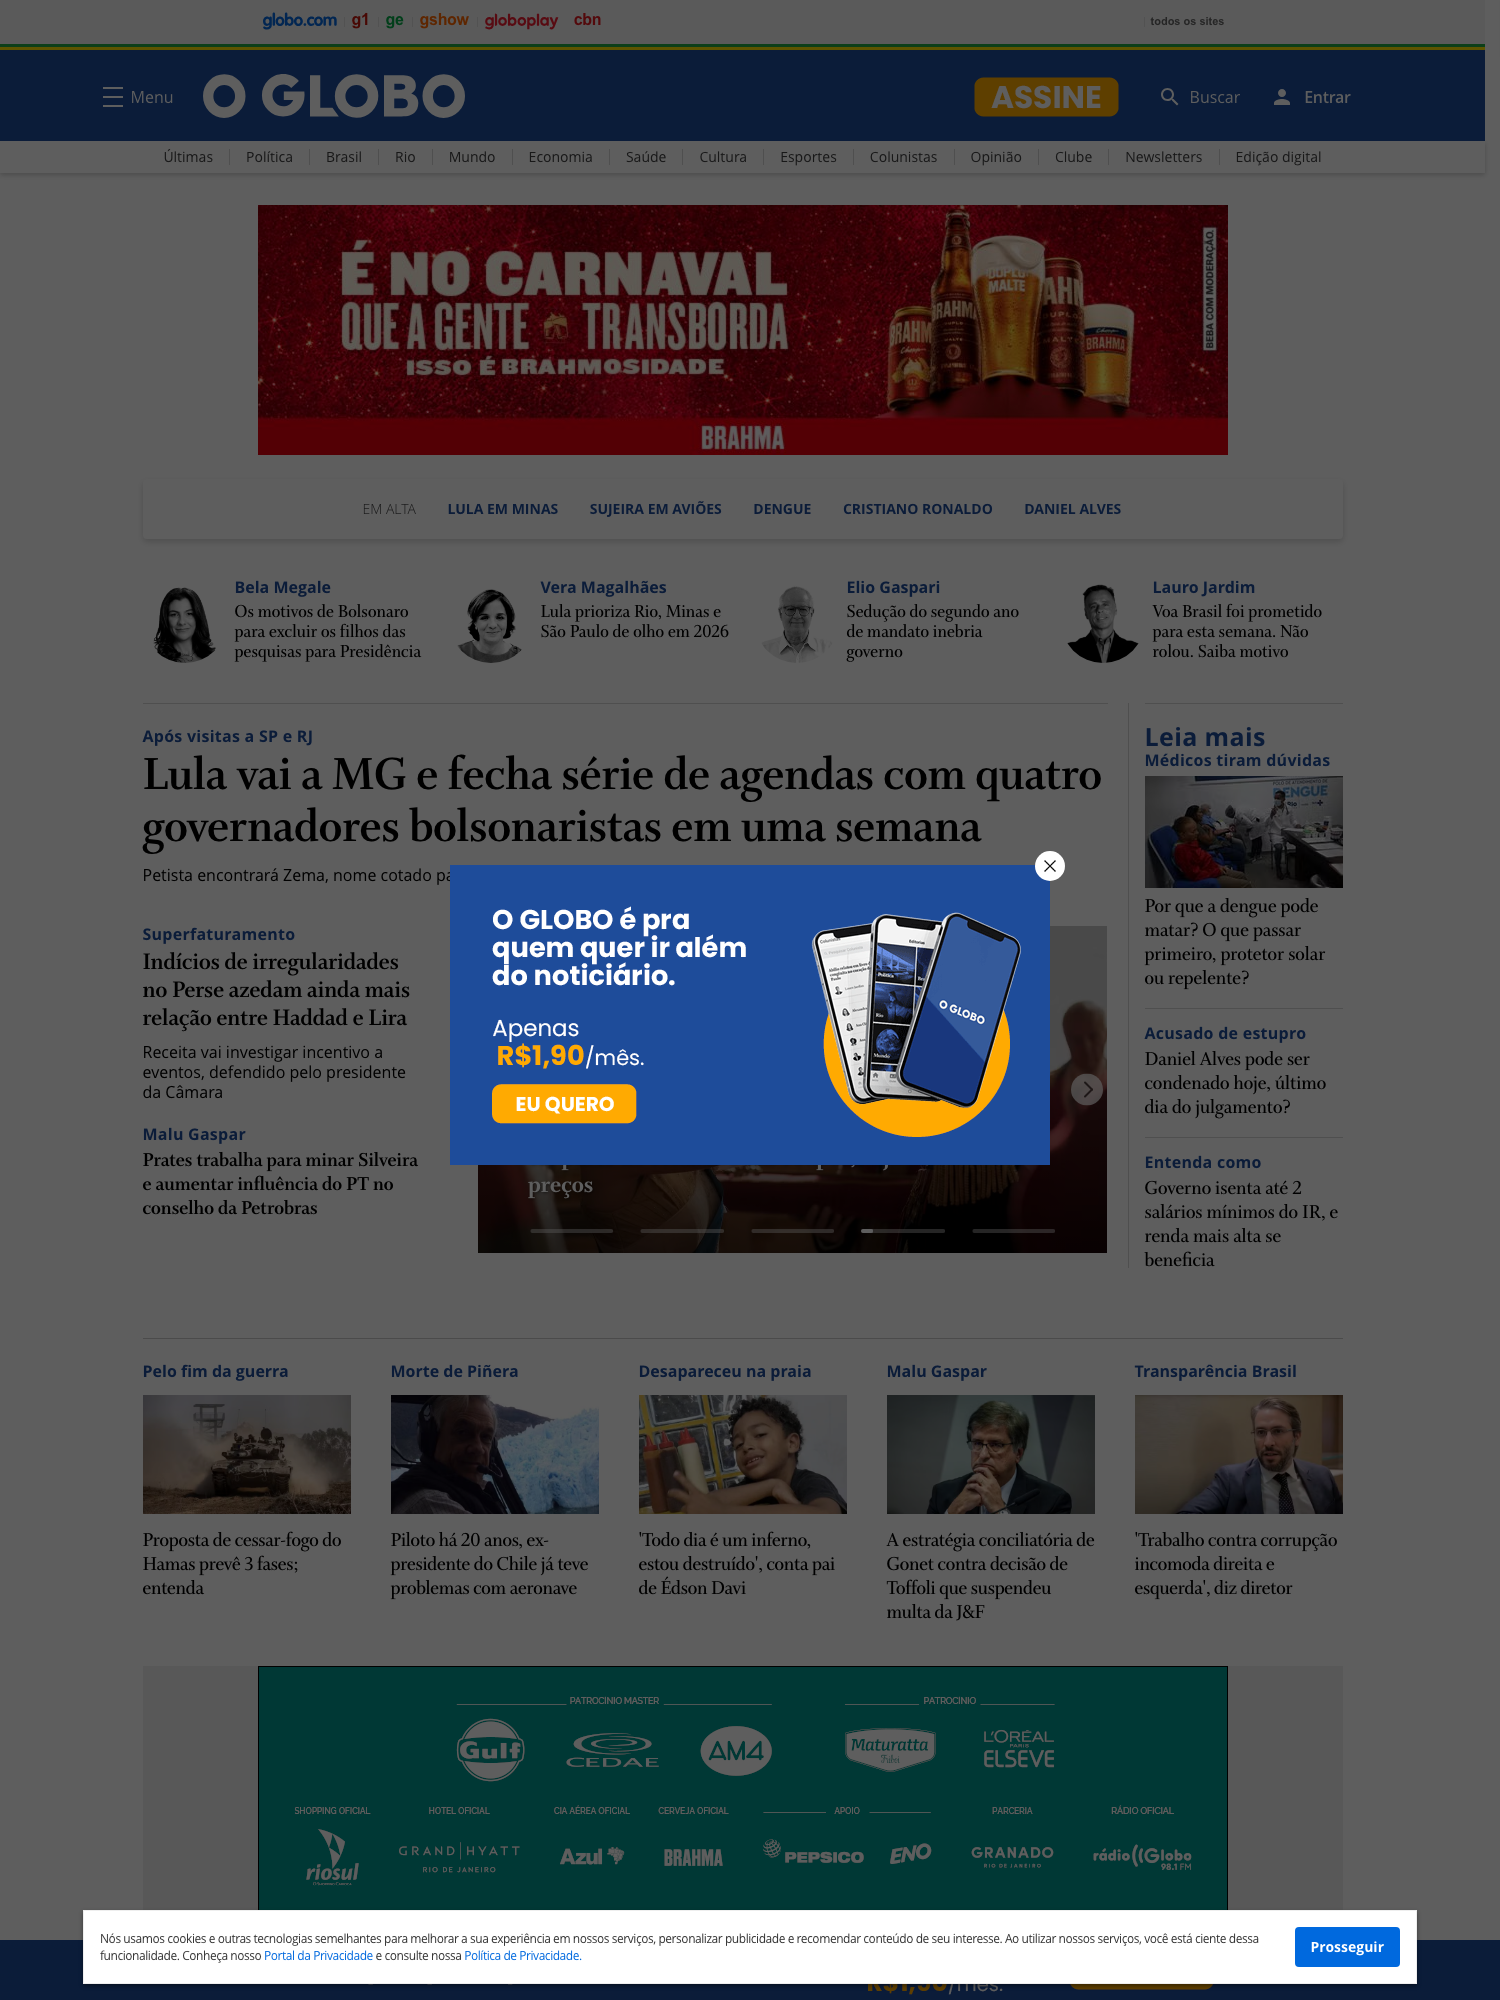 globo.com g1 ge gshow globoplay cbn todos os sites
Menu O GLOBO ASSINE Buscar Entrar
Últimas Política Brasil Rio Mundo Economia Saúde Cultura Esportes Colunistas Opinião Clube Newsletters Edição digital
É NO CARNAVAL
QUE A GENTE TRANSBORDA
ISSO É BRAHMOSIDADE
BRAHMA
BEBA COM MODERAÇÃO.
DUPLO
MALTE
BRAHMA
BRAHMA
BRAHMA
EM ALTA LULA EM MINAS SUJEIRA EM AVIÕES DENGUE CRISTIANO RONALDO DANIEL ALVES
Bela Megale
Os motivos de Bolsonaro
para excluir os filhos das
pesquisas para Presidência
Vera Magalhães
Lula prioriza Rio, Minas e
São Paulo de olho em 2026
Elio Gaspari
Sedução do segundo ano
de mandato inebria
governo
Lauro Jardim
Voa Brasil foi prometido
para esta semana. Não
rolou. Saiba motivo
Após visitas a SP e RJ
Lula vai a MG e fecha série de agendas com quatro
governadores bolsonaristas em uma semana
Petista encontrará Zema, nome cotado
Superfaturamento
Indícios de irregularidades
no Perse azedam ainda mais
relação entre Haddad e Lira
Receita vai investigar incentivo a
eventos, defendido pelo presidente
da Câmara
Malu Gaspar
Prates trabalha para minar Silveira
e aumentar influência do PT no
conselho da Petrobras
O GLOBO é pra
quem quer ir além
do noticiário.
Apenas
R$1,90/mês.
EU QUERO
O GLOBO
preços
Leia mais
Médicos tiram dúvidas
DENGUE
Por que a dengue pode
matar? O que passar
primeiro, protetor solar
ou repelente?
Acusado de estupro
Daniel Alves pode ser
condenado hoje, último
dia do julgamento?
Entenda como
Governo isenta até 2
salários mínimos do IR, e
renda mais alta se
beneficia
Pelo fim da guerra
Proposta de cessar-fogo do
Hamas prevê 3 fases;
entenda
Morte de Piñera
Piloto há 20 anos, ex-
presidente do Chile já teve
problemas com aeronave
Desapareceu na praia
'Todo dia é um inferno,
estou destruído', conta pai
de Édson Davi
Malu Gaspar
A estratégia conciliatória de
Gonet contra decisão de
Toffoli que suspendeu
multa da J&F
Transparência Brasil
'Trabalho contra corrupção
incomoda direita e
esquerda', diz diretor
PATROCINIO MASTER PATROCINIO
Gulf CEDAE AM4 Maturatta Friboi L'ORÉAL PARIS ELSEVE
SHOPPING OFICIAL HOTEL OFICIAL CIA AÉREA OFICIAL CERVEJA OFICIAL APOIO PARCERIA RÁDIO OFICIAL
riosul GRAND HYATT RIO DE JANEIRO Azul BRAHMA PEPSICO ENO GRANADO RIO DE JANEIRO rádio Globo 98.1 FM
Nós usamos cookies e outras tecnologias semelhantes para melhorar a sua experiência em nossos serviços, personalizar publicidade e recomendar conteúdo de seu interesse. Ao utilizar nossos serviços, você está ciente dessa
funcionalidade. Conheça nosso Portal da Privacidade e consulte nossa Política de Privacidade.
Prosseguir
R$1,90/mês.